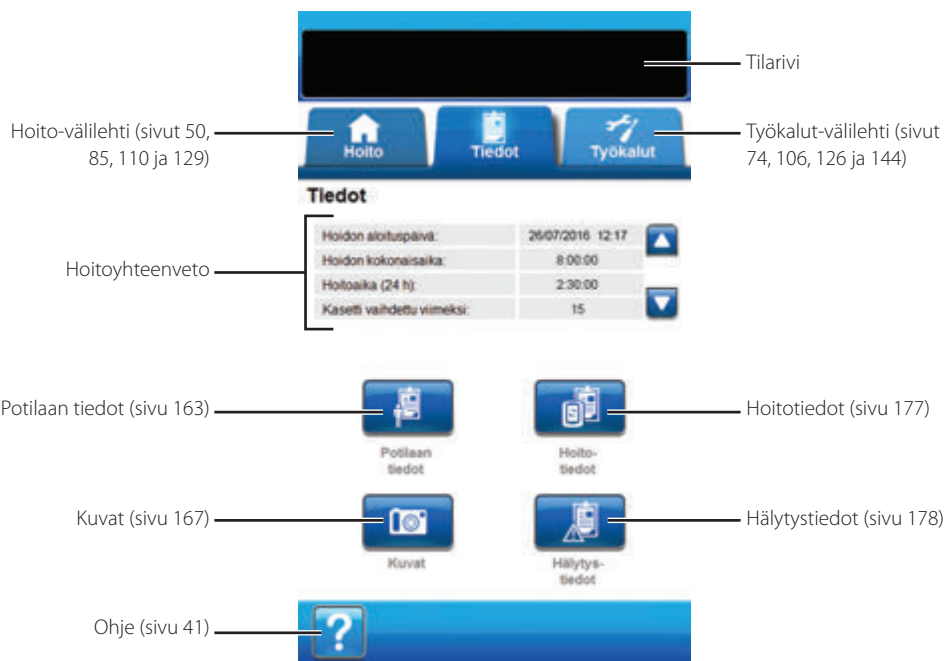 Tilarivi
Hoito-välilehti (sivut 50,
85, 110 ja 129)
Hoito
Tiedot
Työkalut
Työkalut-välilehti (sivut
74, 106, 126 ja 144)
Tiedot
Hoitoyhteenveto
Hoidon aloituspäivä: 26/07/2016 12:17
Hoidon kokonaisaika: 8:00:00
Hoitoaika (24 h): 2:30:00
Kasetti vaihdettu viimeksi: 15
Potilaan tiedot (sivu 163)
Potilaan
tiedot
Hoito-
tiedot
Hoitotiedot (sivu 177)
Kuvat (sivu 167)
Kuvat
Hälytys-
tiedot
Hälytystiedot (sivu 178)
Ohje (sivu 41)
?